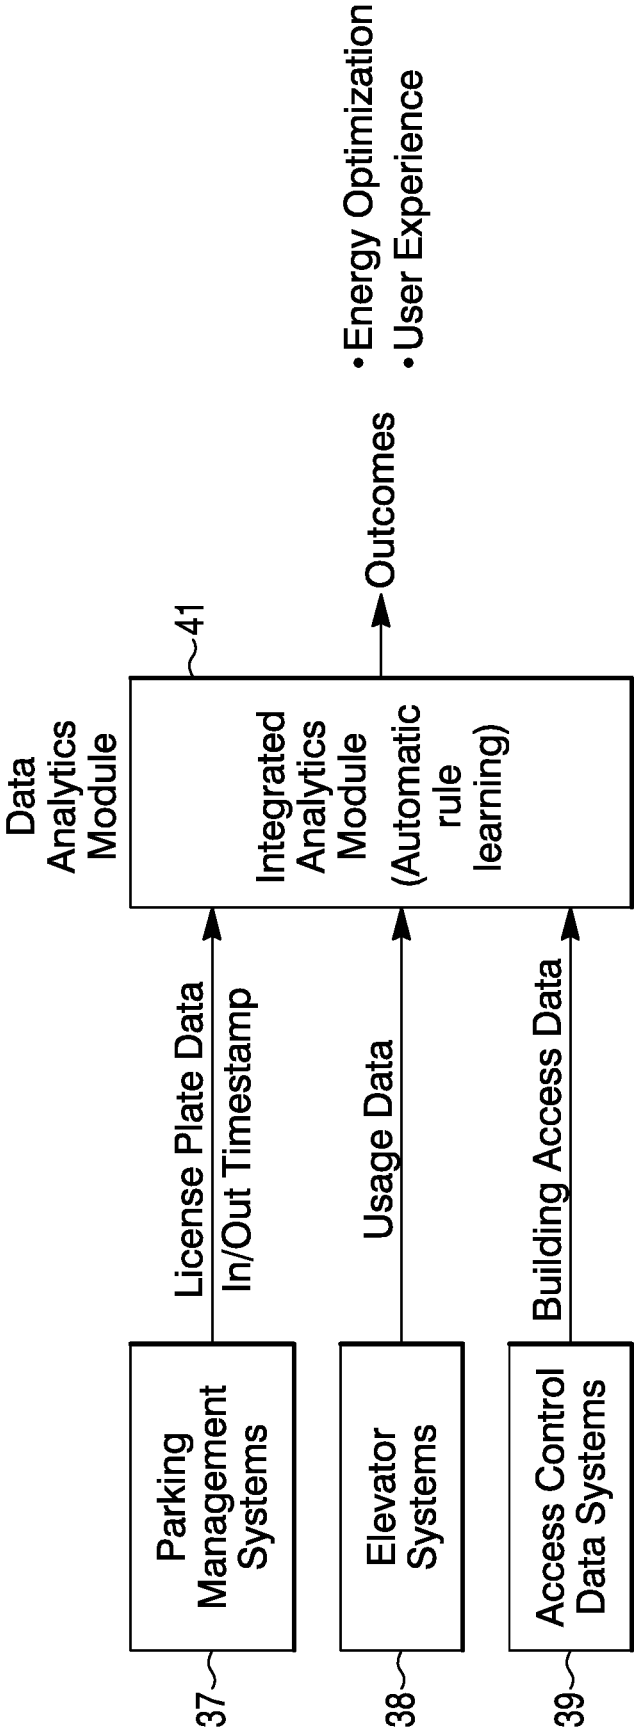 37
Parking
Management
Systems
License Plate Data
In/Out Timestamp
38
Elevator
Systems
Usage Data
39
Access Control
Data Systems
Building Access Data
Data
Analytics
Module
41
Integrated
Analytics
Module
(Automatic
rule
learning)
Outcomes
• Energy Optimization
• User Experience